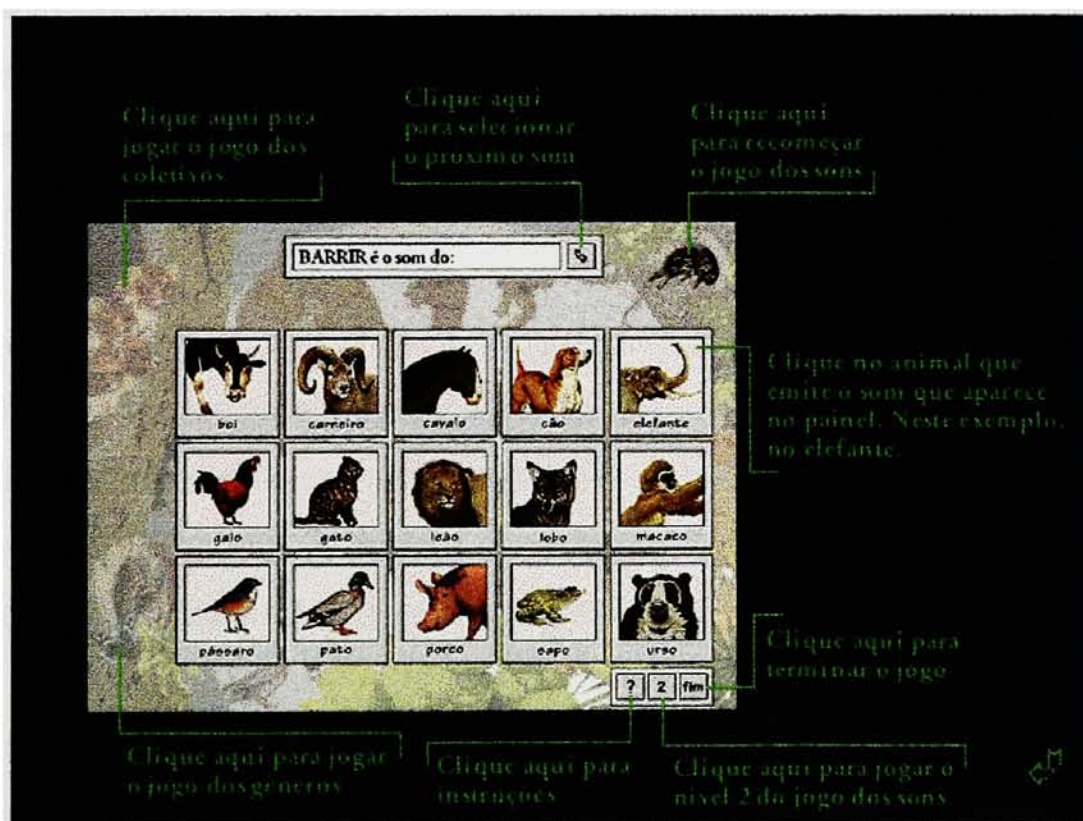 Clique aqui para
jogar o jogo dos
coletivos
Clique aqui
para selecionar
o próximo som
Clique aqui
para recomeçar
o jogo dos sons
BARRIR é o som do:
boi
carneiro
cavalo
cão
elefante
Clique no animal que
emite o som que aparece
no painel. Neste exemplo,
no elefante.
galo
gato
leão
lobo
macaco
pássaro
pato
porco
sapo
urso
Clique aqui para
terminar o jogo
? 2 fim
Clique aqui para jogar
o jogo dos gêneros
Clique aqui para
instruções
Clique aqui para jogar o
nível 2 do jogo dos sons